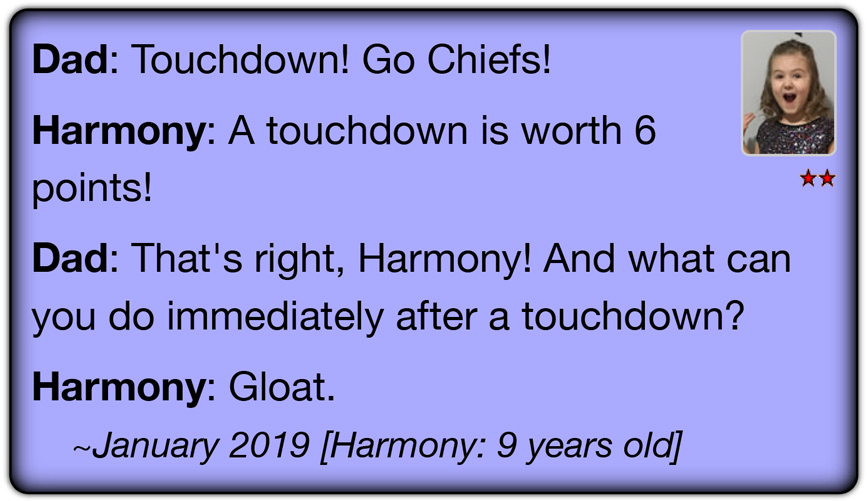 Dad: Touchdown! Go Chiefs!
Harmony: A touchdown is worth 6
points!
Dad: That's right, Harmony! And what can
you do immediately after a touchdown?
Harmony: Gloat.
~January 2019 [Harmony: 9 years old]